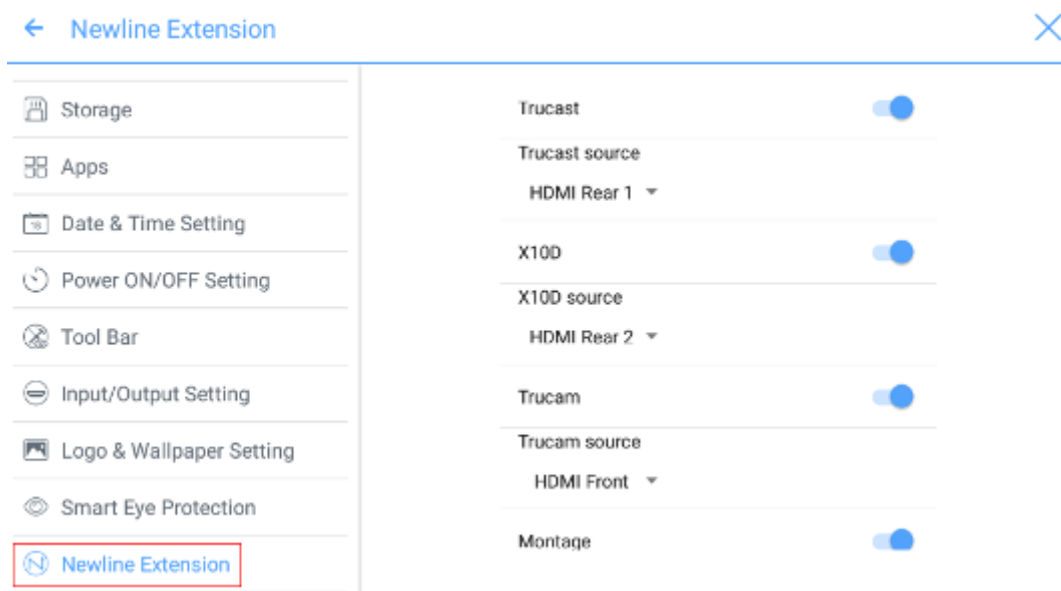 Newline Extension
Storage
Apps
Date & Time Setting
Power ON/OFF Setting
Tool Bar
Input/Output Setting
Logo & Wallpaper Setting
Smart Eye Protection
Newline Extension
Trucast
Trucast source
HDMI Rear 1
X10D
X10D source
HDMI Rear 2
Trucam
Trucam source
HDMI Front
Montage